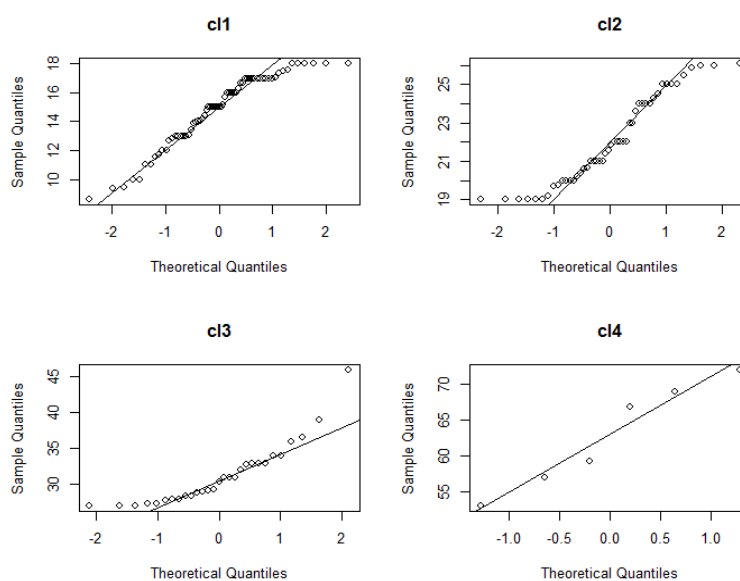 cl1
Sample Quantiles
10 12 14 16 18
-2 -1 0 1 2
Theoretical Quantiles
cl2
Sample Quantiles
19 21 23 25
-2 -1 0 1 2
Theoretical Quantiles
cl3
Sample Quantiles
30 35 40 45
-2 -1 0 1 2
Theoretical Quantiles
cl4
Sample Quantiles
55 60 65 70
-1.0 -0.5 0.0 0.5 1.0
Theoretical Quantiles